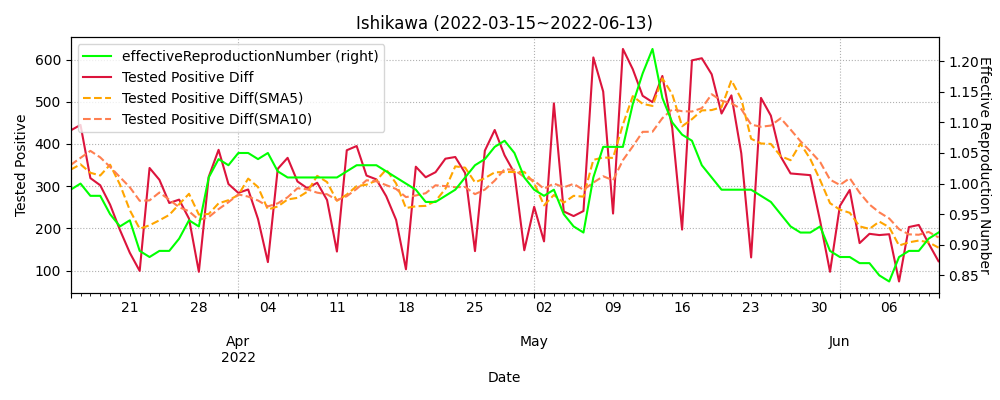 Ishikawa (2022-03-15~2022-06-13)
effectiveReproductionNumber (right)
Tested Positive Diff
Tested Positive Diff(SMA5)
Tested Positive Diff(SMA10)
Tested Positive
600
500
400
300
200
100
1.20
1.15
1.10
1.05
1.00
0.95
0.90
0.85
Effective Reproduction Number
21 28 04 11 18 25 02 09 16 23 30 06
Apr May Jun
2022
Date